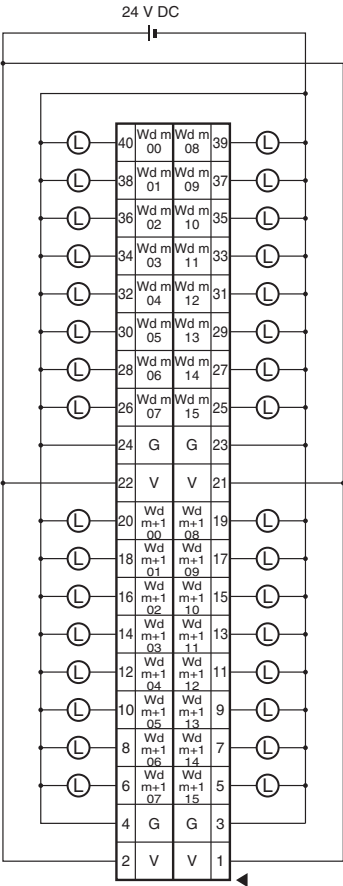 24 V DC
L 40 Wd m 00 Wd m 08 39 L
L 38 Wd m 01 Wd m 09 37 L
L 36 Wd m 02 Wd m 10 35 L
L 34 Wd m 03 Wd m 11 33 L
L 32 Wd m 04 Wd m 12 31 L
L 30 Wd m 05 Wd m 13 29 L
L 28 Wd m 06 Wd m 14 27 L
L 26 Wd m 07 Wd m 15 25 L
24 G G 23
22 V V 21
L 20 Wd m+1 00 Wd m+1 08 19 L
L 18 Wd m+1 01 Wd m+1 09 17 L
L 16 Wd m+1 02 Wd m+1 10 15 L
L 14 Wd m+1 03 Wd m+1 11 13 L
L 12 Wd m+1 04 Wd m+1 12 11 L
L 10 Wd m+1 05 Wd m+1 13 9 L
L 8 Wd m+1 06 Wd m+1 14 7 L
L 6 Wd m+1 07 Wd m+1 15 5 L
4 G G 3
2 V V 1